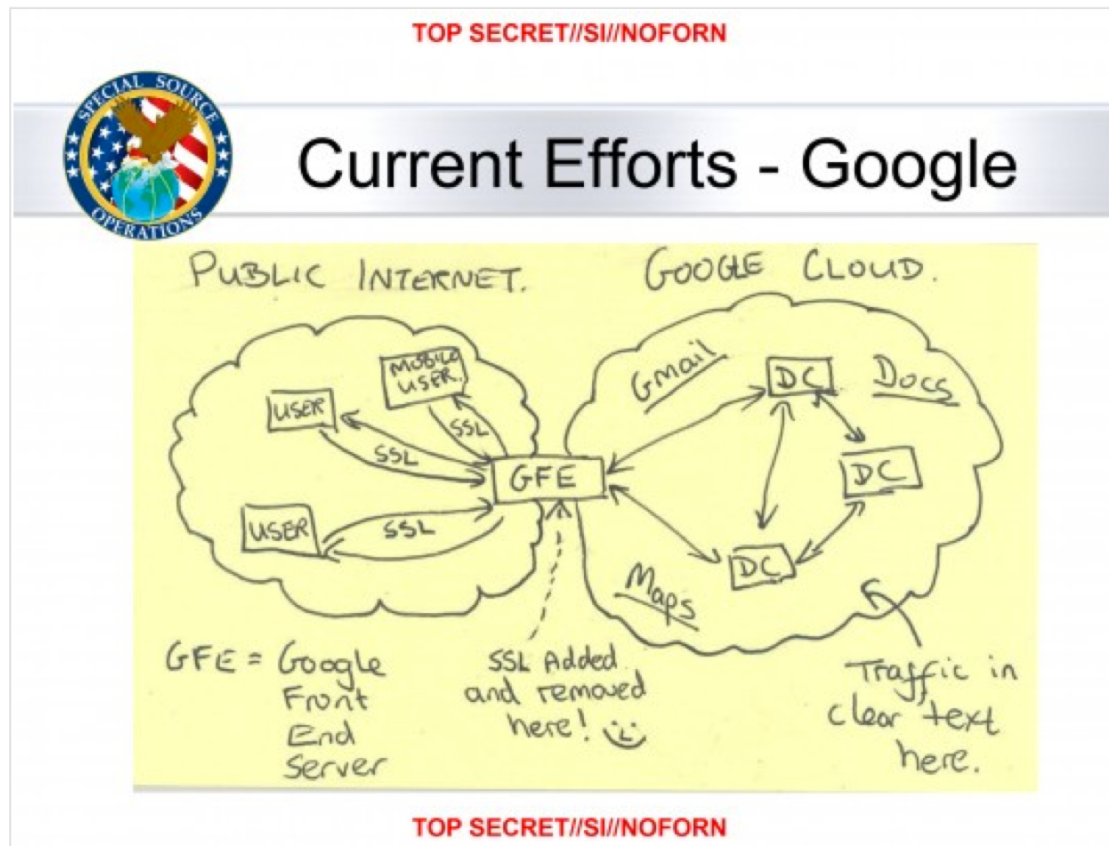 TOP SECRET//SI//NOFORN
SPECIAL SOURCE
OPERATIONS
Current Efforts - Google
PUBLIC INTERNET.
GOOGLE CLOUD.
MOBILE
USER.
USER
SSL
SSL
USER
SSL
GFE
Gmail
DC
Docs
DC
DC
Maps
GFE = Google
Front
End
Server
SSL Added
and removed
here!
Traffic in
clear text
here.
TOP SECRET//SI//NOFORN